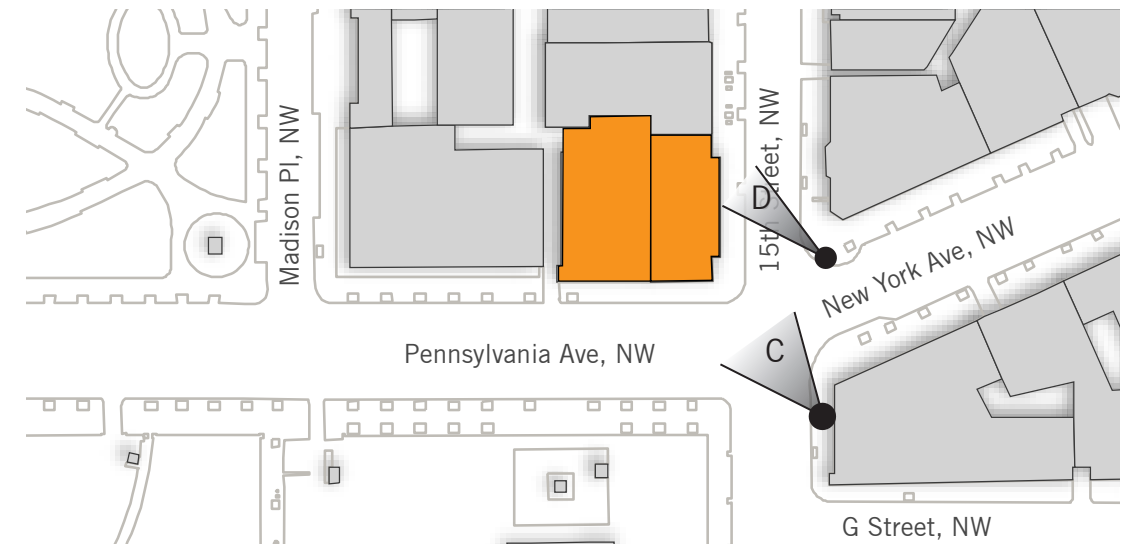 Madison Pl, NW
15th Street, NW
D
New York Ave, NW
C
Pennsylvania Ave, NW
G Street, NW